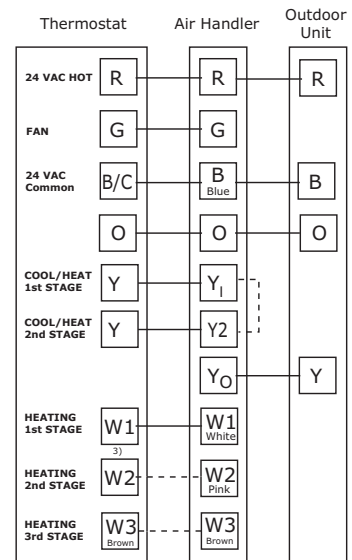 Thermostat Air Handler Outdoor
Unit
24 VAC HOT R R R
FAN G G
24 VAC
Common B/C B B
Blue
O O O
COOL/HEAT
1st STAGE Y YI
COOL/HEAT
2nd STAGE Y Y2
YO Y
HEATING
1st STAGE W1 W1
White
3)
HEATING
2nd STAGE W2 W2
Pink
HEATING
3rd STAGE W3 W3
Brown Brown